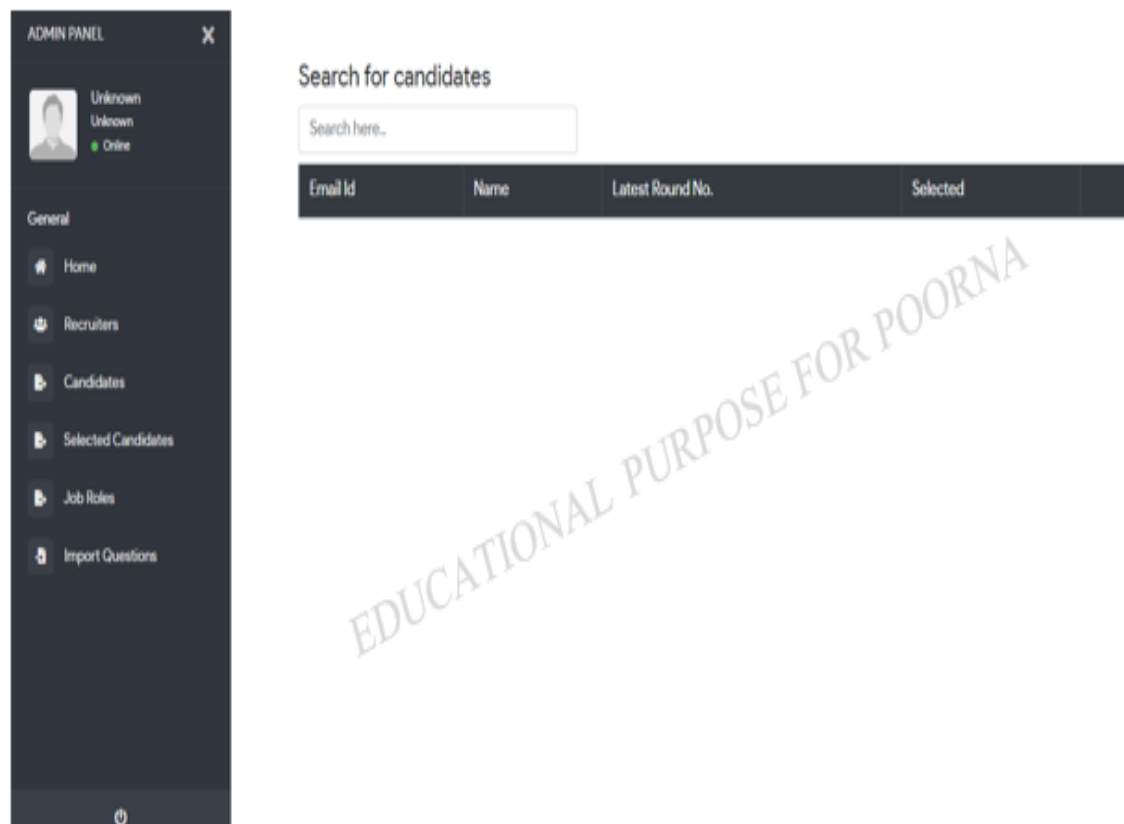 ADMIN PANEL
Unknown
Unknown
Online
General
Home
Recruiters
Candidates
Selected Candidates
Job Roles
Import Questions
Search for candidates
Search here..
Email Id Name Latest Round No. Selected
EDUCATIONAL PURPOSE FOR POORNA